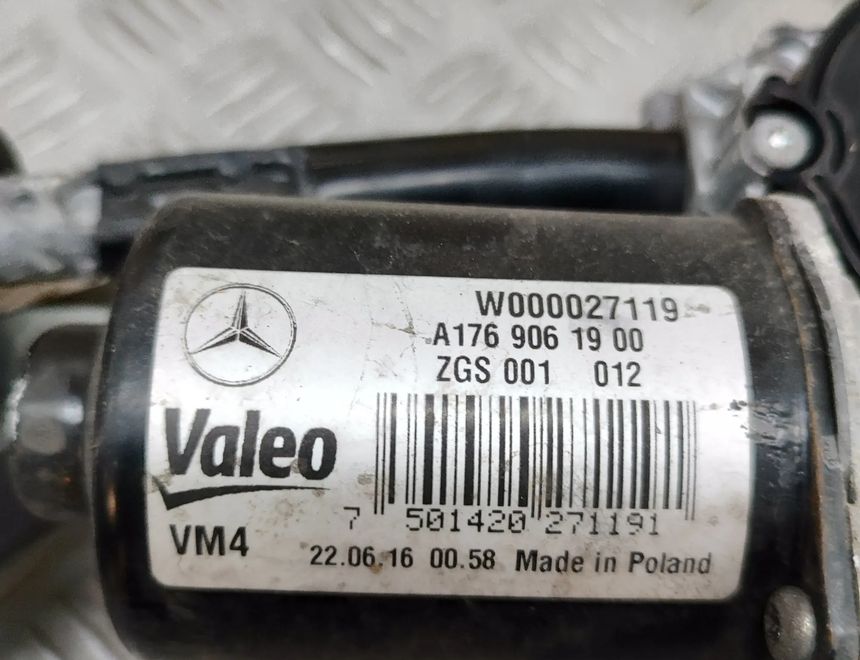 W000027119
A176 906 19 00
ZGS 001 012
Valeo
7 501420 271191
VM4
22.06.16 00.58 Made in Poland